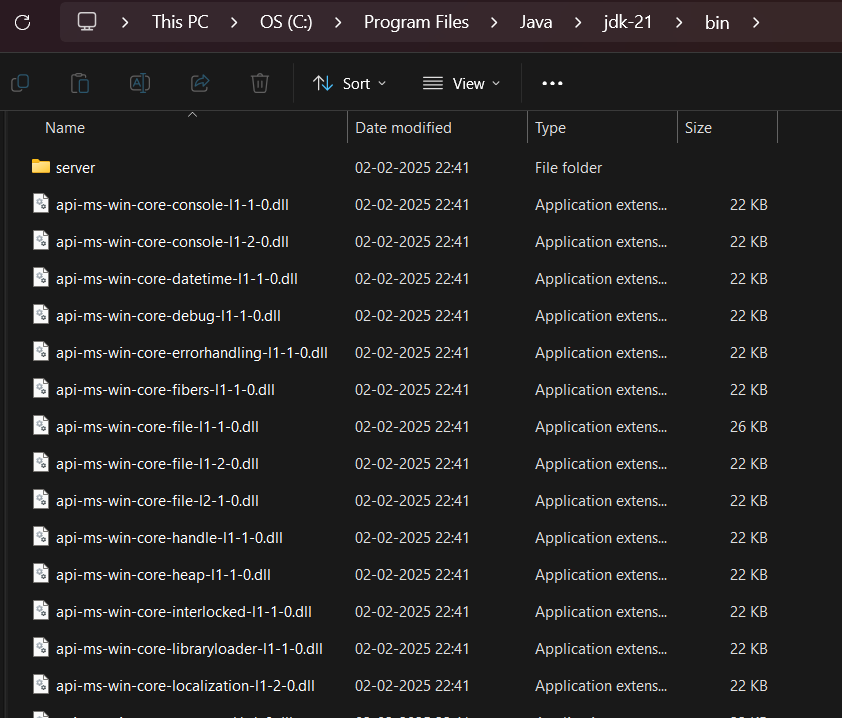 This PC > OS (C:) > Program Files > Java > jdk-21 > bin >
Sort View
Name Date modified Type Size
server 02-02-2025 22:41 File folder
api-ms-win-core-console-l1-1-0.dll 02-02-2025 22:41 Application extens... 22 KB
api-ms-win-core-console-l1-2-0.dll 02-02-2025 22:41 Application extens... 22 KB
api-ms-win-core-datetime-l1-1-0.dll 02-02-2025 22:41 Application extens... 22 KB
api-ms-win-core-debug-l1-1-0.dll 02-02-2025 22:41 Application extens... 22 KB
api-ms-win-core-errorhandling-l1-1-0.dll 02-02-2025 22:41 Application extens... 22 KB
api-ms-win-core-fibers-l1-1-0.dll 02-02-2025 22:41 Application extens... 22 KB
api-ms-win-core-file-l1-1-0.dll 02-02-2025 22:41 Application extens... 26 KB
api-ms-win-core-file-l1-2-0.dll 02-02-2025 22:41 Application extens... 22 KB
api-ms-win-core-file-l2-1-0.dll 02-02-2025 22:41 Application extens... 22 KB
api-ms-win-core-handle-l1-1-0.dll 02-02-2025 22:41 Application extens... 22 KB
api-ms-win-core-heap-l1-1-0.dll 02-02-2025 22:41 Application extens... 22 KB
api-ms-win-core-interlocked-l1-1-0.dll 02-02-2025 22:41 Application extens... 22 KB
api-ms-win-core-libraryloader-l1-1-0.dll 02-02-2025 22:41 Application extens... 22 KB
api-ms-win-core-localization-l1-2-0.dll 02-02-2025 22:41 Application extens... 22 KB